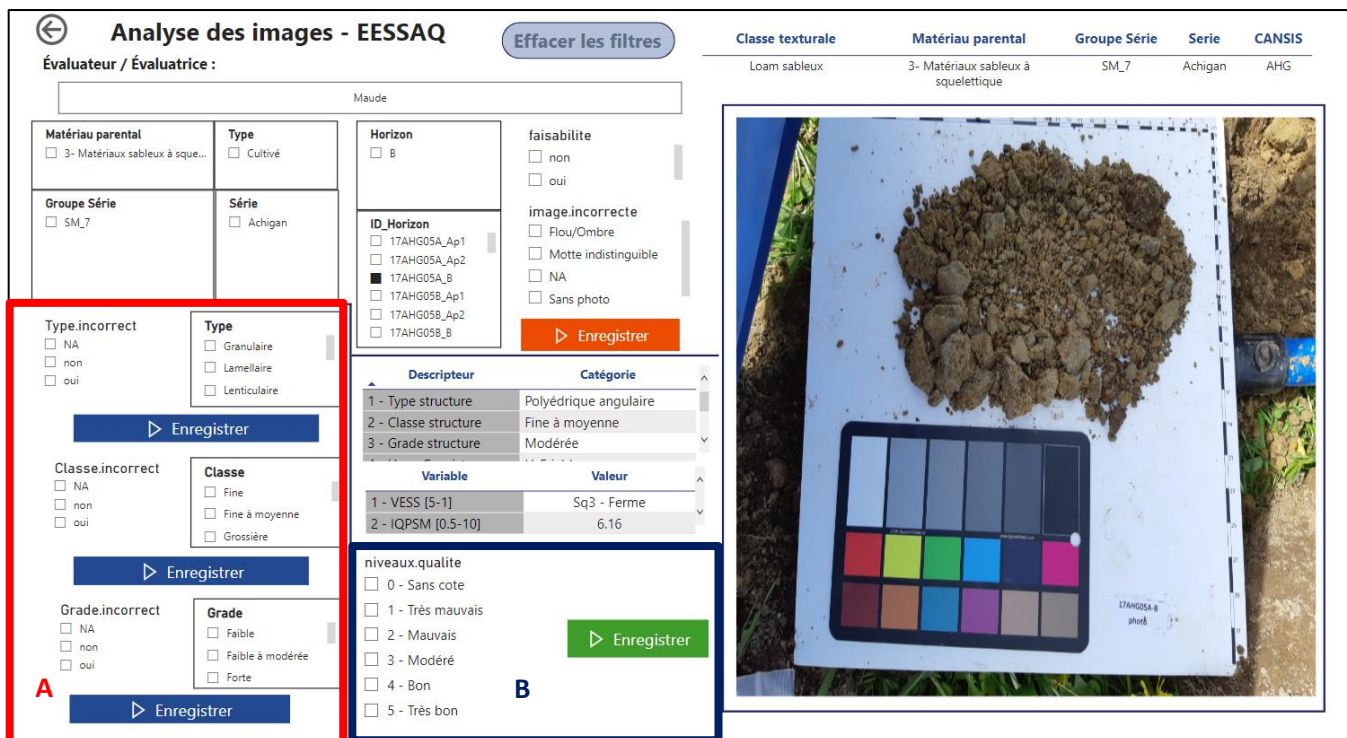 Analyse des images - EESSAQ
Effacer les filtres
Évaluateur / Évaluatrice :
Maude
Classe texturale Matériau parental Groupe Série Serie CANSIS
Loam sableux 3- Matériaux sableux à SM_7 Achigan AHG
squelettique
Matériau parental
3- Matériaux sableux à sque...
Type
Cultivé
Groupe Série
SM_7
Série
Achigan
Horizon
B
ID_Horizon
17AHG05A_Ap1
17AHG05A_Ap2
17AHG05A_B
17AHG05B_Ap1
17AHG05B_Ap2
17AHG05B_B
faisabilite
non
oui
image.incorrecte
Flou/Ombre
Motte indistinguible
NA
Sans photo
Enregistrer
Type.incorrect
NA
non
oui
Type
Granulaire
Lamellaire
Lenticulaire
Enregistrer
Classe.incorrect
NA
non
oui
Classe
Fine
Fine à moyenne
Grossière
Enregistrer
Grade.incorrect
NA
non
oui
Grade
Faible
Faible à modérée
Forte
A
Enregistrer
Descripteur Catégorie
1 - Type structure Polyédrique angulaire
2 - Classe structure Fine à moyenne
3 - Grade structure Modérée
Variable Valeur
1 - VESS [5-1] Sq3 - Ferme
2 - IQPSM [0.5-10] 6.16
niveaux.qualite
0 - Sans cote
1 - Très mauvais
2 - Mauvais
3 - Modéré
4 - Bon
5 - Très bon
Enregistrer
B
17AHG05A-B
photo